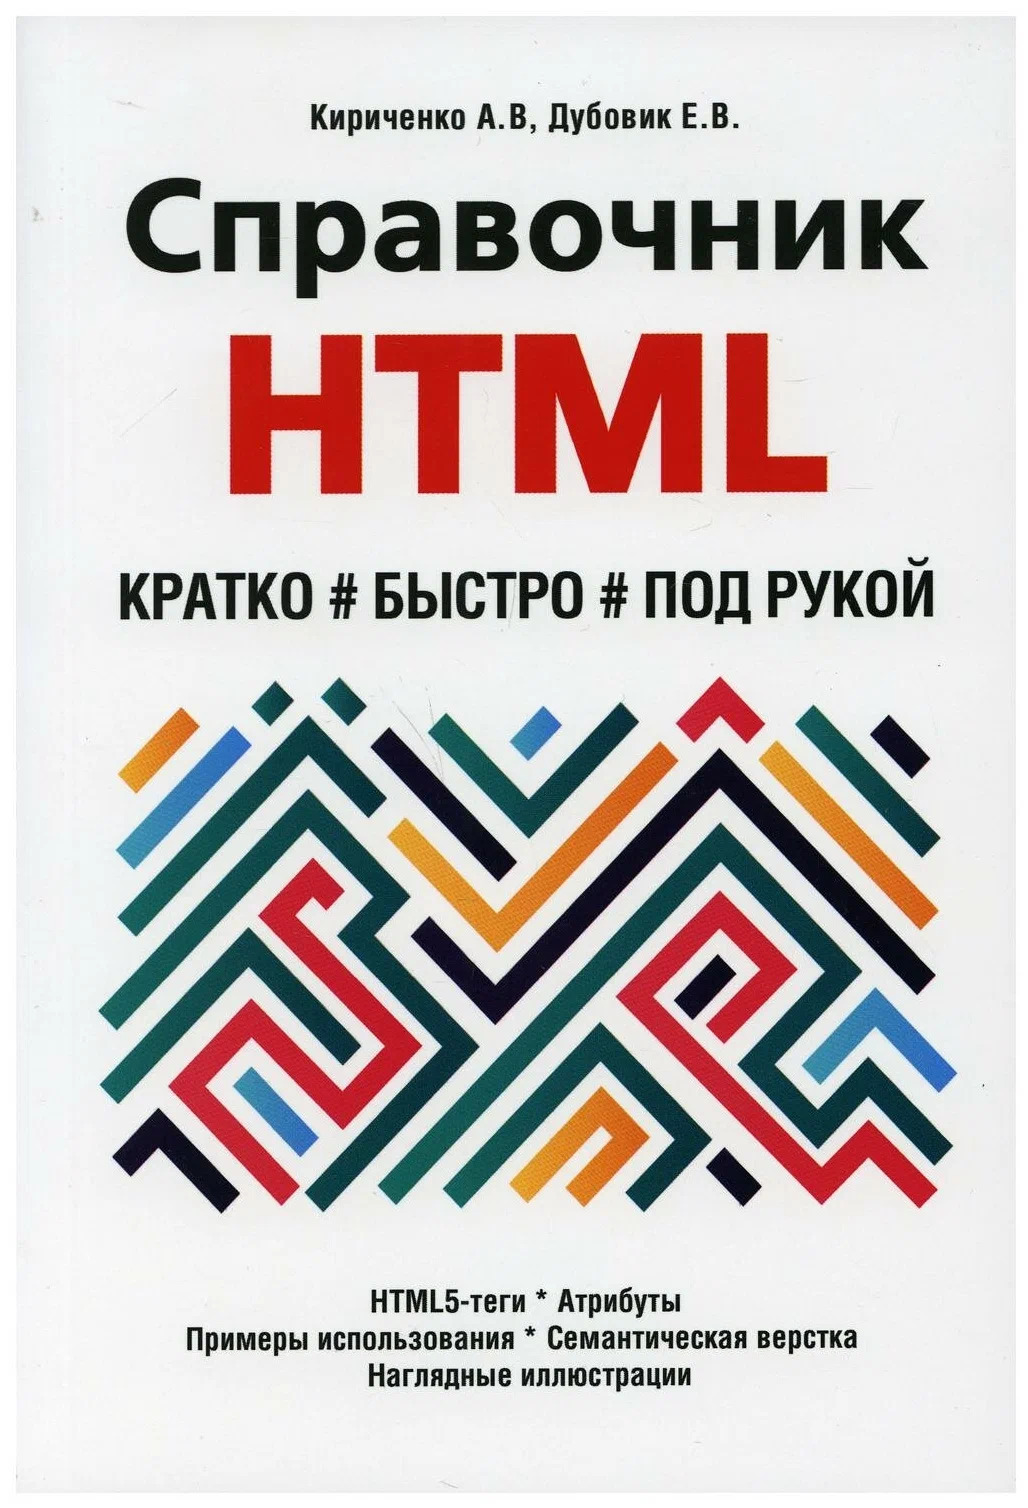 Кириченко А.В, Дубовик Е.В.
Справочник
HTML
КРАТКО # БЫСТРО # ПОД РУКОЙ
HTML5-теги * Атрибуты
Примеры использования * Семантическая верстка
Наглядные иллюстрации